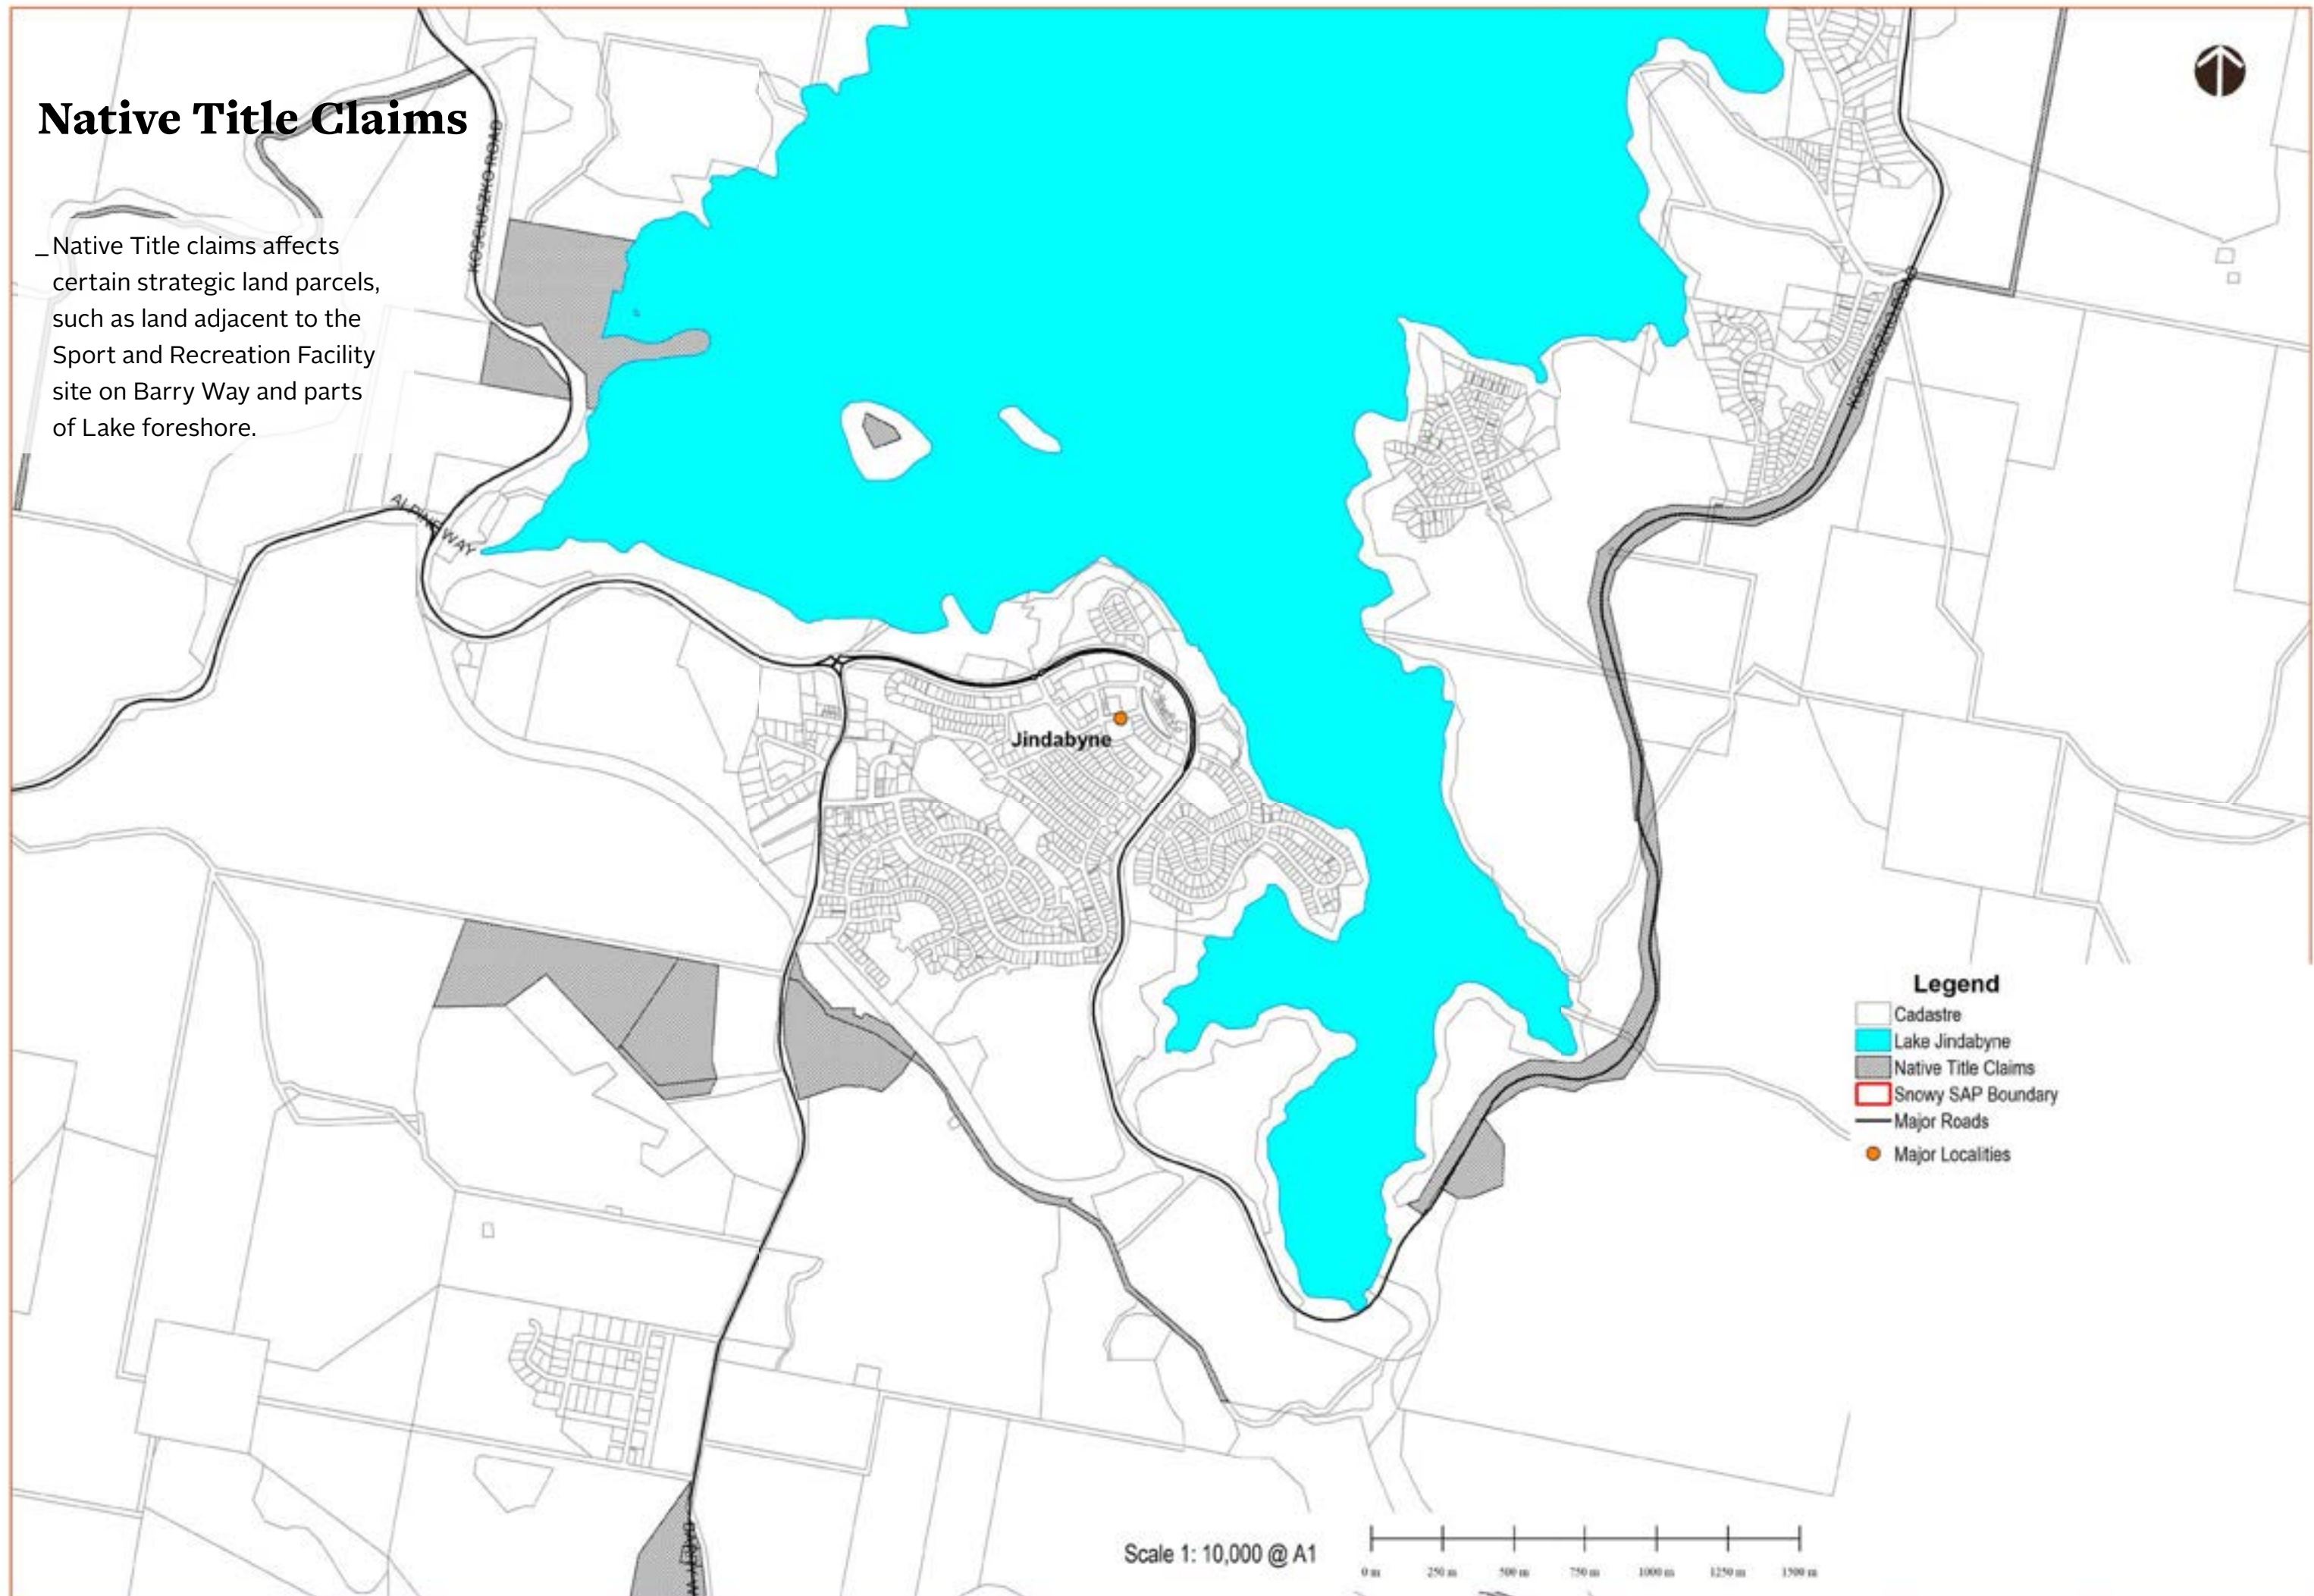 Native Title Claims
_ Native Title claims affects
certain strategic land parcels,
such as land adjacent to the
Sport and Recreation Facility
site on Barry Way and parts
of Lake foreshore.
KOSCIUSZKO ROAD
ALPINE WAY
KOSCIUSZKO ROAD
Jindabyne
Legend
Cadastre
Lake Jindabyne
Native Title Claims
Snowy SAP Boundary
Major Roads
Major Localities
Scale 1: 10,000 @ A1
0 m 250 m 500 m 750 m 1000 m 1250 m 1500 m